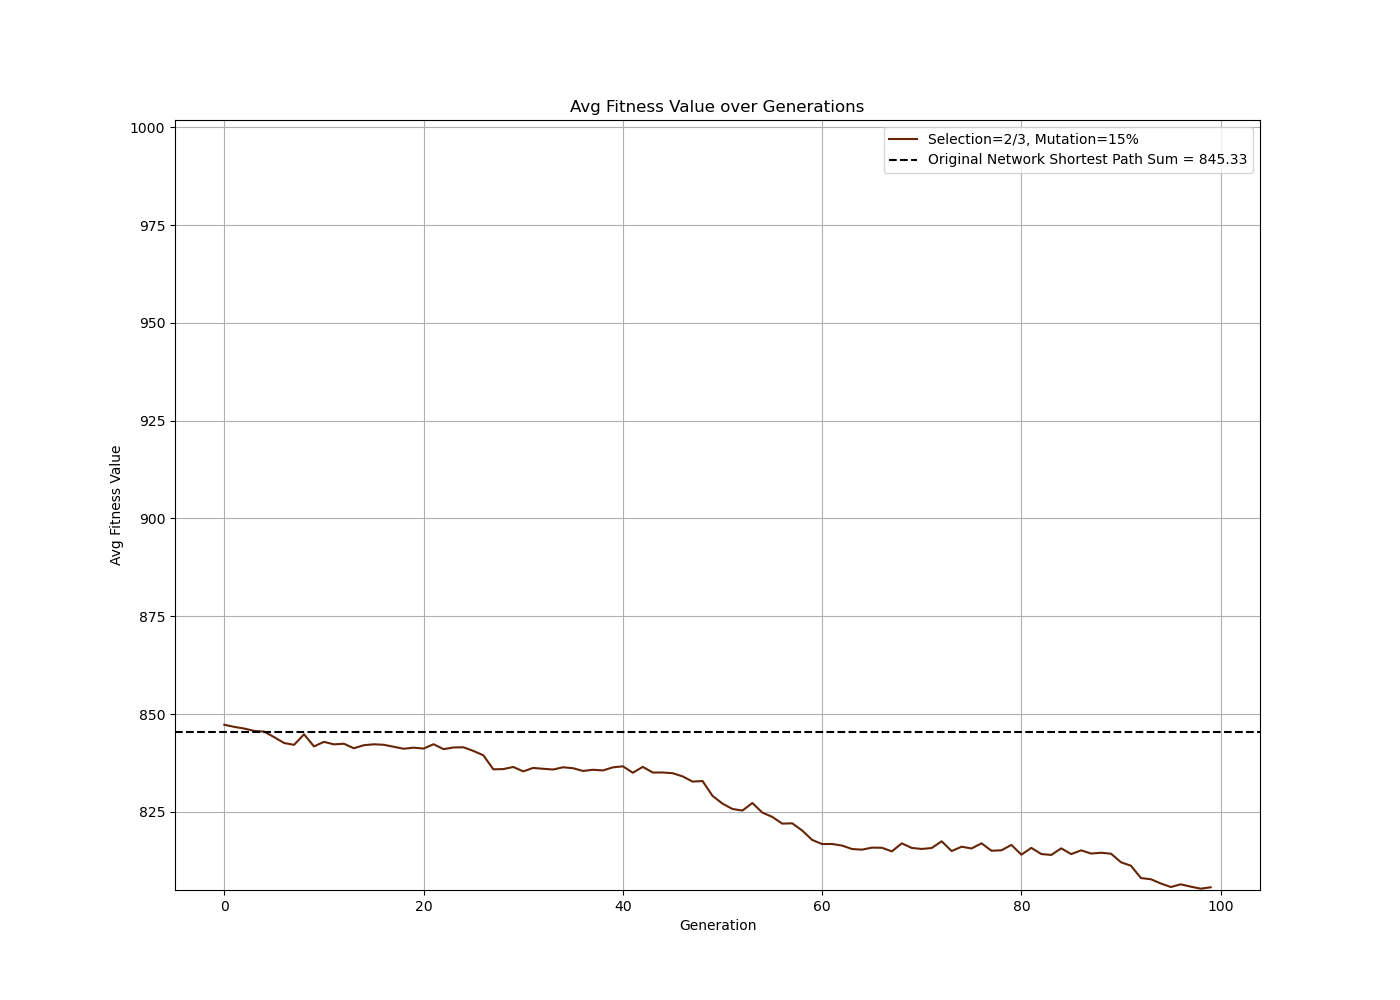 Avg Fitness Value over Generations
Selection=2/3, Mutation=15%
Original Network Shortest Path Sum = 845.33
Avg Fitness Value
1000
975
950
925
900
875
850
825
0 20 40 60 80 100
Generation